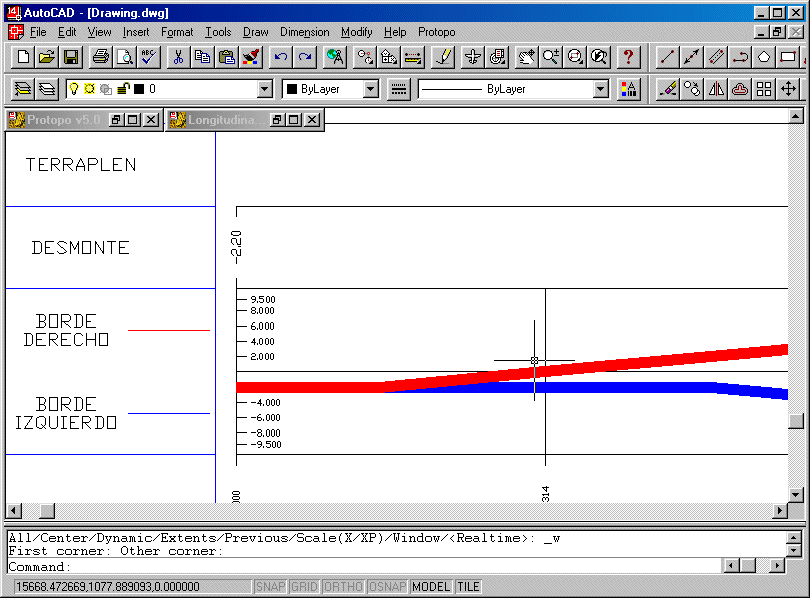 AutoCAD - [Drawing.dwg]
File Edit View Insert Format Tools Draw Dimension Modify Help Protopo
ABC
?
0 ByLayer ByLayer
Protopo v5.0 Longitudina...
TERRAPLEN
DESMONTE
-2.20
9.500
8.000
6.000
4.000
2.000
BORDE
DERECHO
BORDE
IZQUIERDO
-4.000
-6.000
-8.000
-9.500
000
314
All/Center/Dynamic/Extents/Previous/Scale(X/XP)/Window/<Realtime>: _w
First corner: Other corner:
Command:
15668.472669,1077.889093,0.000000 SNAP GRID ORTHO OSNAP MODEL TILE